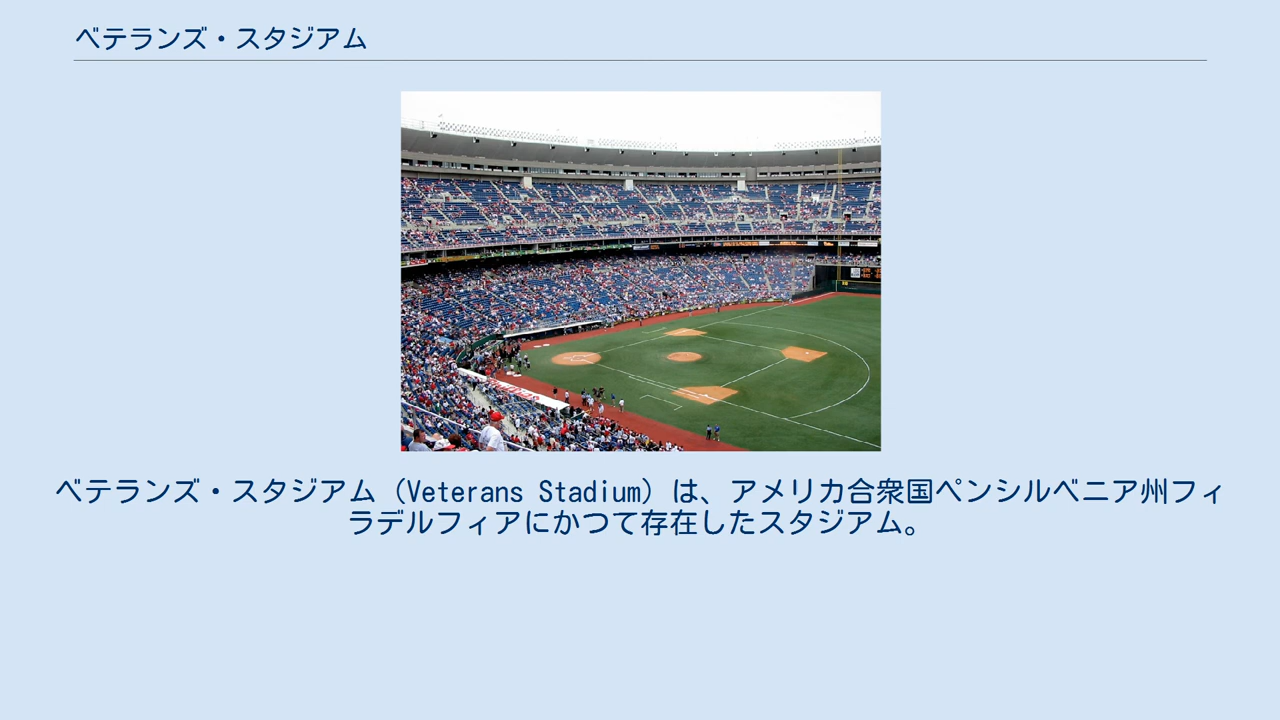 ベテランズ・スタジアム
ベテランズ・スタジアム（Veterans Stadium）は、アメリカ合衆国ペンシルベニア州フィ
ラデルフィアにかつて存在したスタジアム。